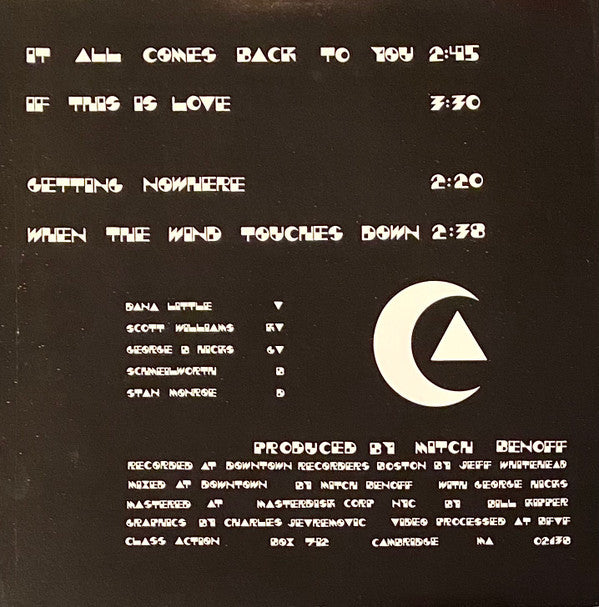 IT ALL COMES BACK TO YOU 2:45
IF THIS IS LOVE 3:30
GETTING NOWHERE 2:20
WHEN THE WIND TOUCHES DOWN 2:38
DANA LITTLE V
SCOTT WILLIAMS KV
GEORGE B HICKS GV
SCHMELWORTH B
STAN MONROE D
PRODUCED BY MITCH BENOFF
RECORDED AT DOWNTOWN RECORDERS BOSTON BY JEFF WHITEHEAD
MIXED AT DOWNTOWN BY MITCH BENOFF WITH GEORGE HICKS
MASTERED AT MASTERDISK CORP NYC BY BILL KIPPER
GRAPHICS BY CHARLES JEVREMOVIC VIDEO PROCESSED AT BFVF
CLASS ACTION BOX 782 CAMBRIDGE MA 02130